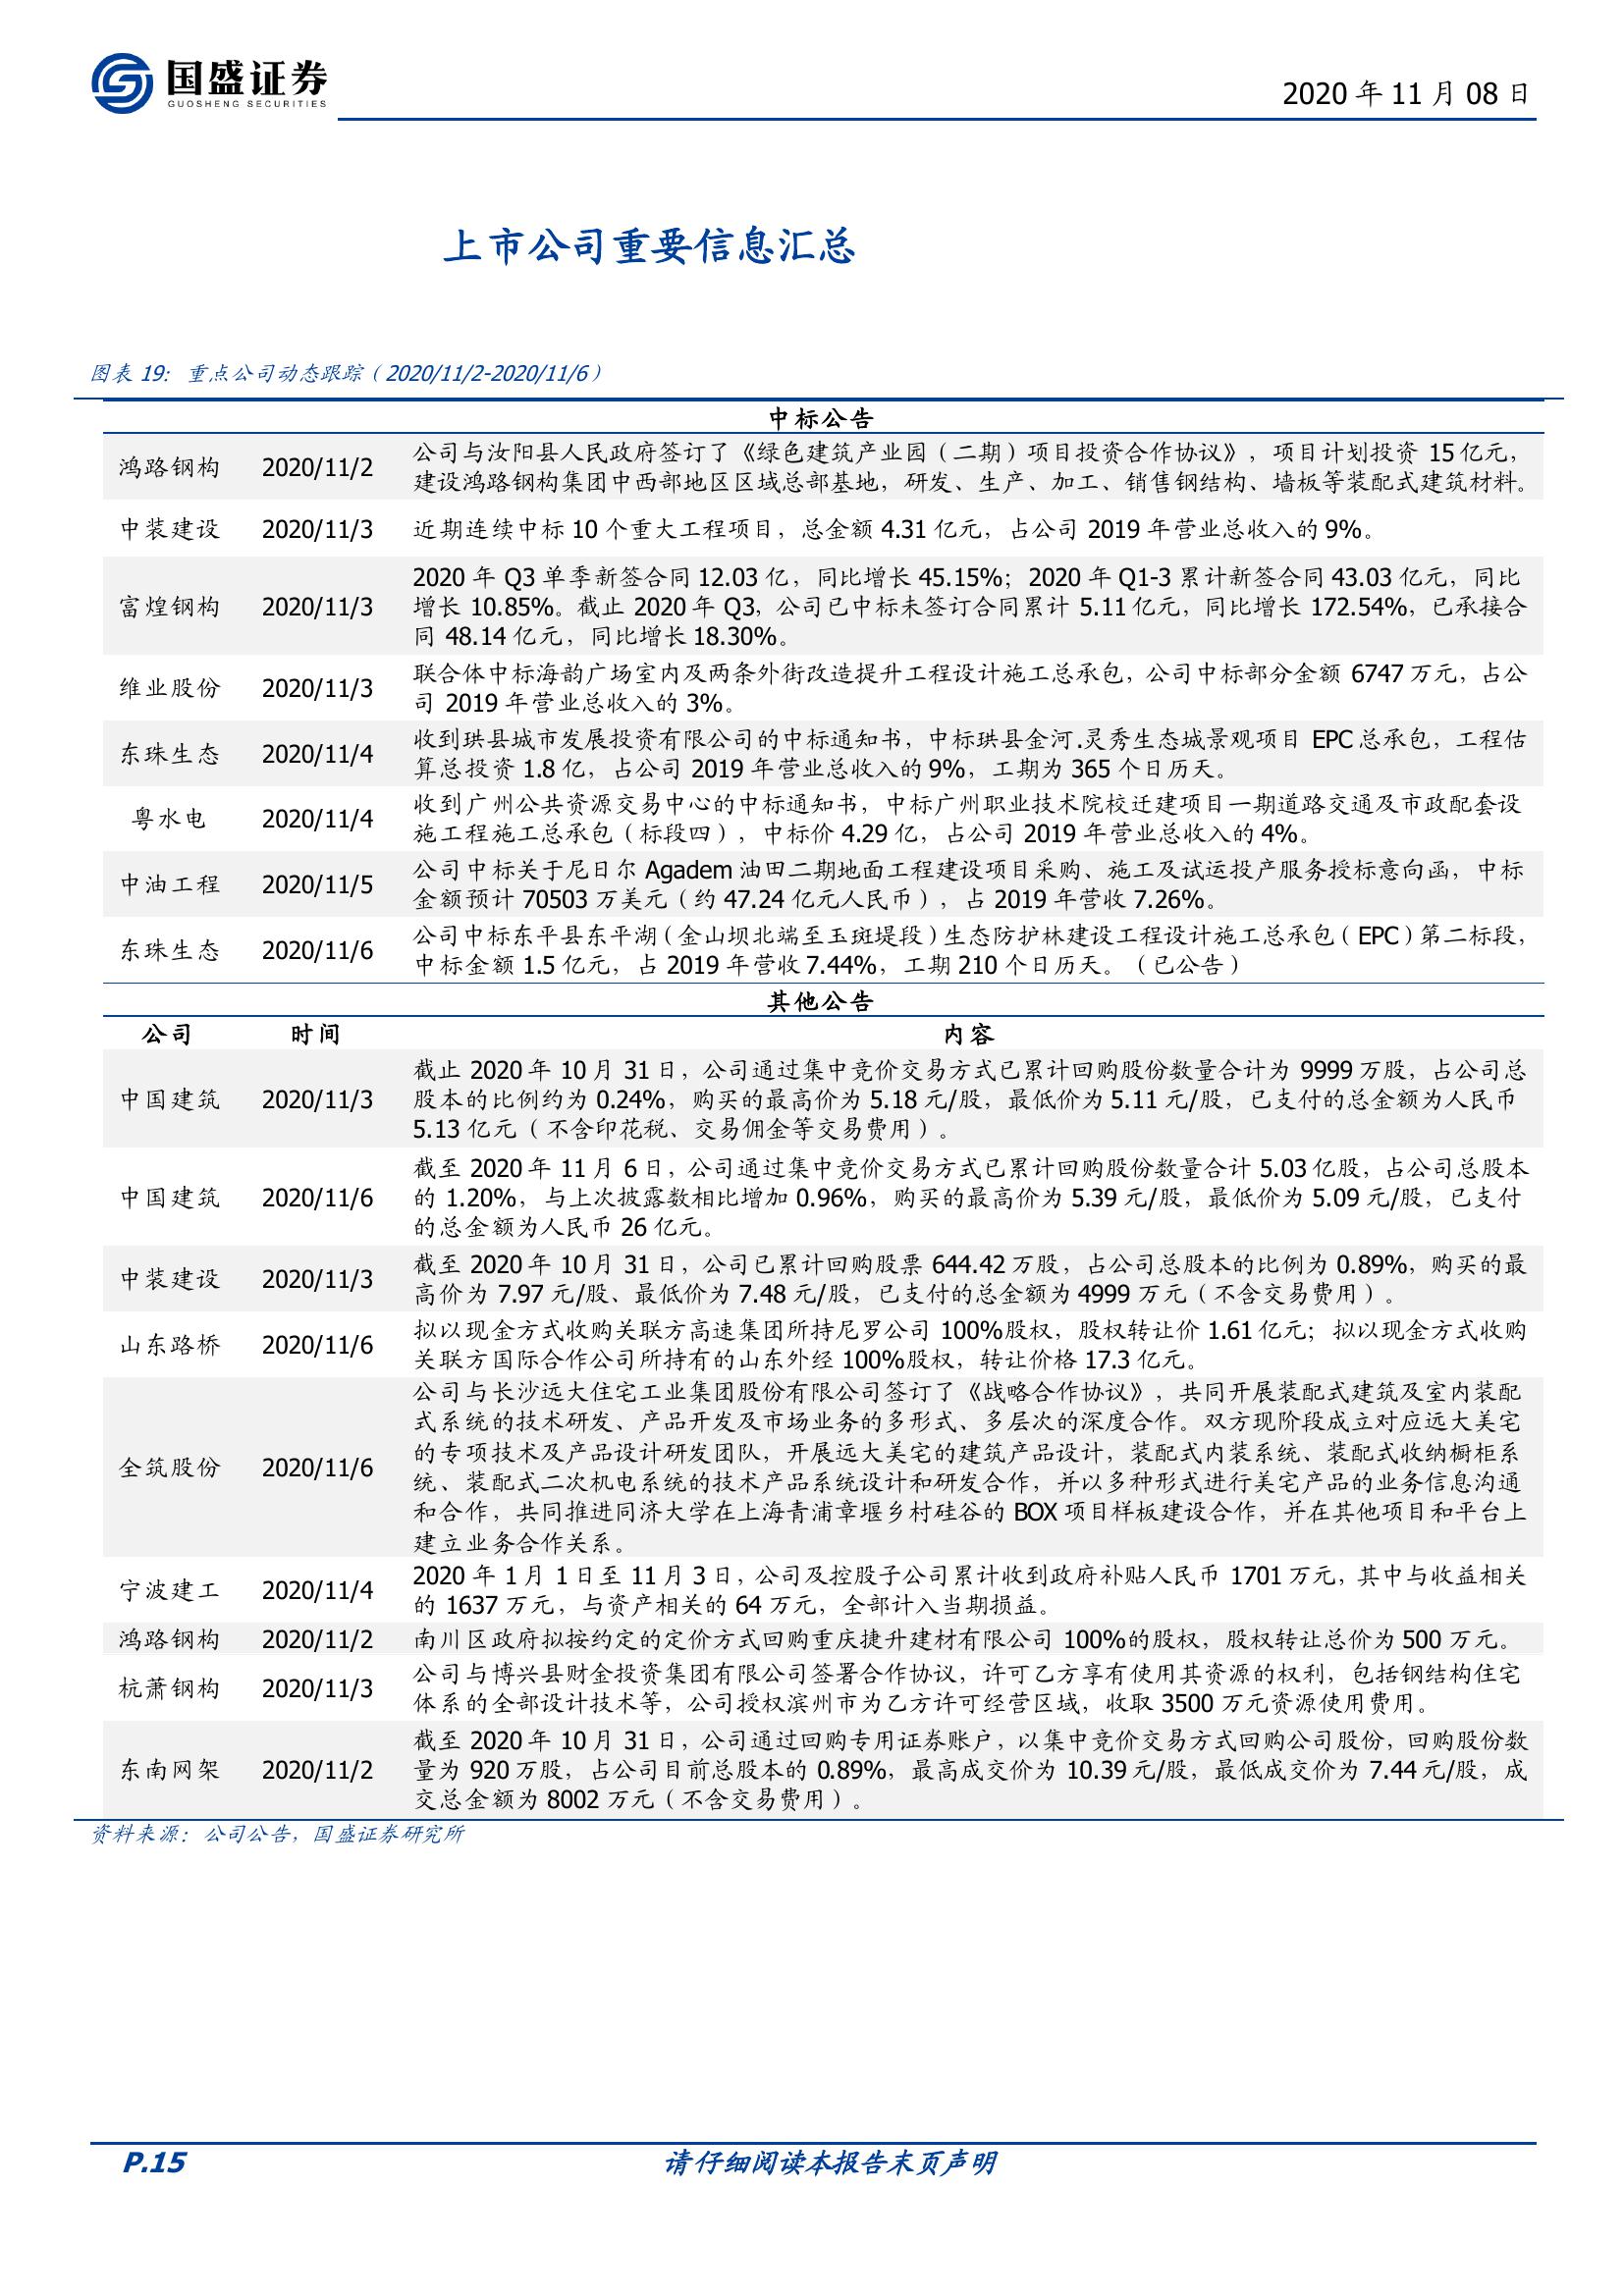 国盛证券
GUOSHENG SECURITIES
2020 年 11 月 08 日
上市公司重要信息汇总
图表 19: 重点公司动态跟踪（2020/11/2-2020/11/6）
中标公告
鸿路钢构 2020/11/2 公司与汝阳县人民政府签订了《绿色建筑产业园（二期）项目投资合作协议》，项目计划投资 15 亿元，
建设鸿路钢构集团中西部地区区域总部基地，研发、生产、加工、销售钢结构、墙板等装配式建筑材料。
中装建设 2020/11/3 近期连续中标 10 个重大工程项目，总金额 4.31 亿元，占公司 2019 年营业总收入的 9%。
富煌钢构 2020/11/3 2020 年 Q3 单季新签合同 12.03 亿，同比增长 45.15%；2020 年 Q1-3 累计新签合同 43.03 亿元，同比
增长 10.85%。截止 2020 年 Q3，公司已中标未签订合同累计 5.11 亿元，同比增长 172.54%，已承接合
同 48.14 亿元，同比增长 18.30%。
维业股份 2020/11/3 联合体中标海韵广场室内及两条外街改造提升工程设计施工总承包，公司中标部分金额 6747 万元，占公
司 2019 年营业总收入的 3%。
东珠生态 2020/11/4 收到珙县城市发展投资有限公司的中标通知书，中标珙县金河.灵秀生态城景观项目 EPC 总承包，工程估
算总投资 1.8 亿，占公司 2019 年营业总收入的 9%，工期为 365 个日历天。
粤水电 2020/11/4 收到广州公共资源交易中心的中标通知书，中标广州职业技术院校迁建项目一期道路交通及市政配套设
施工程施工总承包（标段四），中标价 4.29 亿，占公司 2019 年营业总收入的 4%。
中油工程 2020/11/5 公司中标关于尼日尔 Agadem 油田二期地面工程建设项目采购、施工及试运投产服务授标意向函，中标
金额预计 70503 万美元（约 47.24 亿元人民币），占 2019 年营收 7.26%。
东珠生态 2020/11/6 公司中标东平县东平湖（金山坝北端至玉斑堤段）生态防护林建设工程设计施工总承包（EPC）第二标段，
中标金额 1.5 亿元，占 2019 年营收 7.44%，工期 210 个日历天。（已公告）
其他公告
公司 时间 内容
中国建筑 2020/11/3 截止 2020 年 10 月 31 日，公司通过集中竞价交易方式已累计回购股份数量合计为 9999 万股，占公司总
股本的比例约为 0.24%，购买的最高价为 5.18 元/股，最低价为 5.11 元/股，已支付的总金额为人民币
5.13 亿元（不含印花税、交易佣金等交易费用）。
中国建筑 2020/11/6 截至 2020 年 11 月 6 日，公司通过集中竞价交易方式已累计回购股份数量合计 5.03 亿股，占公司总股本
的 1.20%，与上次披露数相比增加 0.96%，购买的最高价为 5.39 元/股，最低价为 5.09 元/股，已支付
的总金额为人民币 26 亿元。
中装建设 2020/11/3 截至 2020 年 10 月 31 日，公司已累计回购股票 644.42 万股，占公司总股本的比例为 0.89%，购买的最
高价为 7.97 元/股、最低价为 7.48 元/股，已支付的总金额为 4999 万元（不含交易费用）。
山东路桥 2020/11/6 拟以现金方式收购关联方高速集团所持尼罗公司 100%股权，股权转让价 1.61 亿元；拟以现金方式收购
关联方国际合作公司所持有的山东外经 100%股权，转让价格 17.3 亿元。
全筑股份 2020/11/6 公司与长沙远大住宅工业集团股份有限公司签订了《战略合作协议》，共同开展装配式建筑及室内装配
式系统的技术研发、产品开发及市场业务的多形式、多层次的深度合作。双方现阶段成立对应远大美宅
的专项技术及产品设计研发团队，开展远大美宅的建筑产品设计，装配式内装系统、装配式收纳橱柜系
统、装配式二次机电系统的技术产品系统设计和研发合作，并以多种形式进行美宅产品的业务信息沟通
和合作，共同推进同济大学在上海青浦章堰乡村硅谷的 BOX 项目样板建设合作，并在其他项目和平台上
建立业务合作关系。
宁波建工 2020/11/4 2020 年 1 月 1 日至 11 月 3 日，公司及控股子公司累计收到政府补贴人民币 1701 万元，其中与收益相关
的 1637 万元，与资产相关的 64 万元，全部计入当期损益。
鸿路钢构 2020/11/2 南川区政府拟按约定的定价方式回购重庆捷升建材有限公司 100%的股权，股权转让总价为 500 万元。
杭萧钢构 2020/11/3 公司与博兴县财金投资集团有限公司签署合作协议，许可乙方享有使用其资源的权利，包括钢结构住宅
体系的全部设计技术等，公司授权滨州市为乙方许可经营区域，收取 3500 万元资源使用费用。
东南网架 2020/11/2 截至 2020 年 10 月 31 日，公司通过回购专用证券账户，以集中竞价交易方式回购公司股份，回购股份数
量为 920 万股，占公司目前总股本的 0.89%，最高成交价为 10.39 元/股，最低成交价为 7.44 元/股，成
交总金额为 8002 万元（不含交易费用）。
资料来源：公司公告，国盛证券研究所
P.15 请仔细阅读本报告末页声明